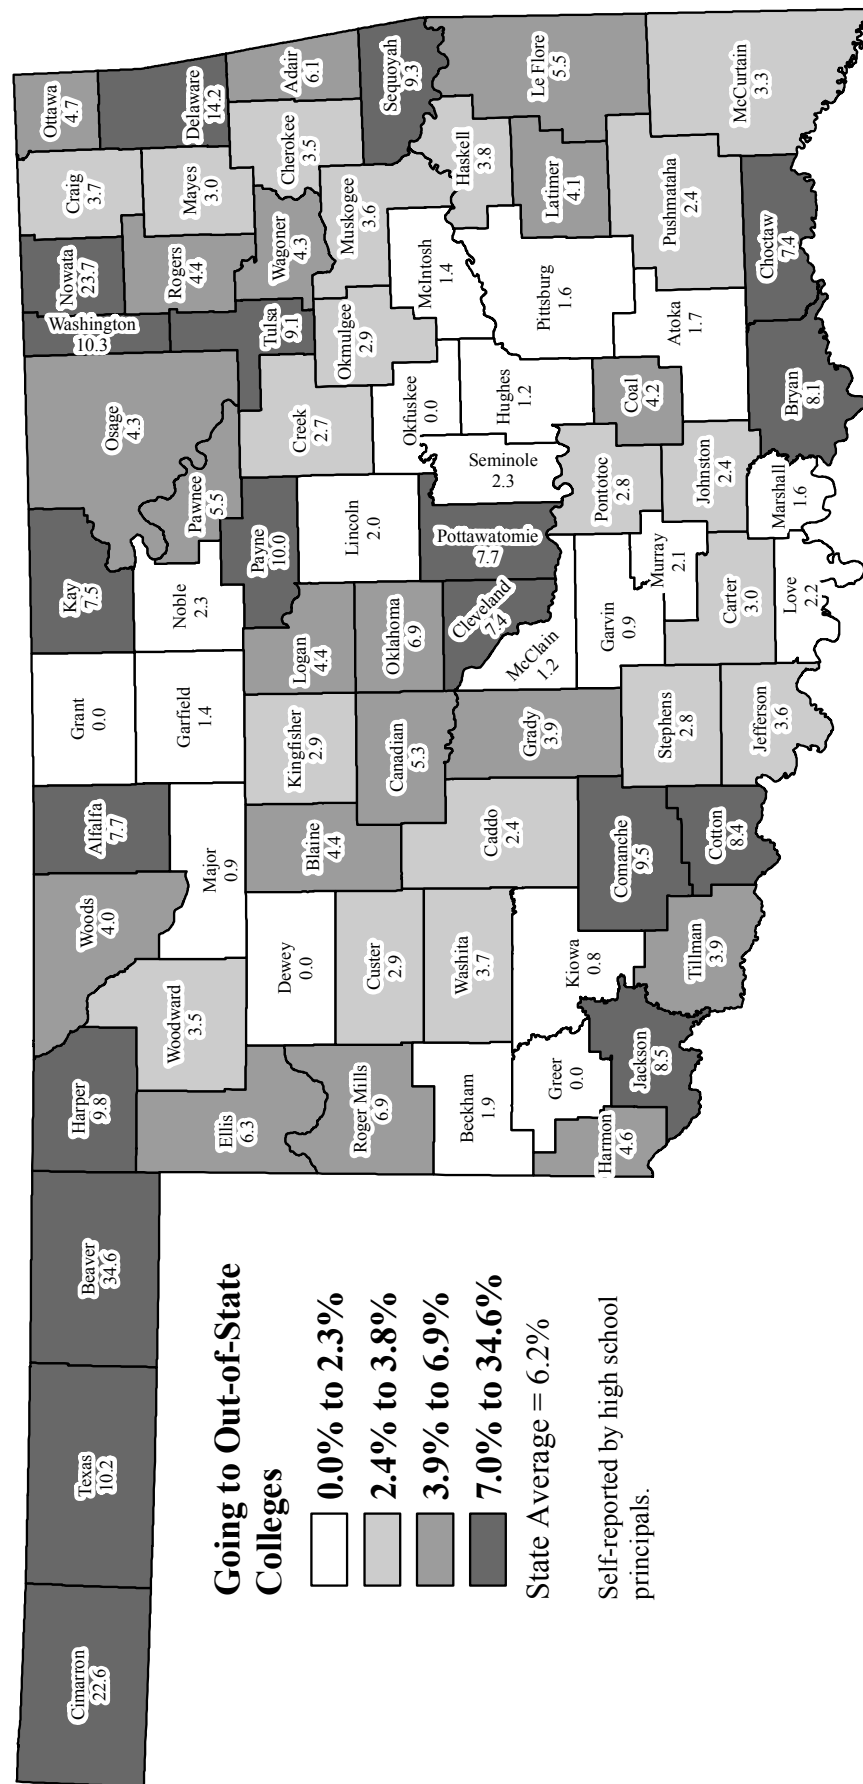 Cimarron
22.6
Texas
10.2
Beaver
34.6
Harper
9.8
Woods
4.0
Alfalfa
7.7
Grant
0.0
Kay
7.5
Osage
4.3
Washington
10.3
Nowata
23.7
Craig
3.7
Ottawa
4.7
Ellis
6.3
Woodward
3.5
Major
0.9
Garfield
1.4
Noble
2.3
Pawnee
5.5
Rogers
4.4
Mayes
3.0
Delaware
14.2
Roger Mills
6.9
Dewey
0.0
Blaine
4.4
Kingfisher
2.9
Logan
4.4
Payne
10.0
Creek
2.7
Tulsa
9.1
Wagoner
4.3
Cherokee
3.5
Adair
6.1
Custer
2.9
Canadian
5.3
Oklahoma
6.9
Lincoln
2.0
Okfuskee
0.0
Okmulgee
2.9
Muskogee
3.6
Sequoyah
9.3
Beckham
1.9
Washita
3.7
Caddo
2.4
Grady
3.9
McClain
1.2
Cleveland
7.4
Pottawatomie
7.7
Seminole
2.3
Hughes
1.2
McIntosh
1.4
Haskell
3.8
Le Flore
5.5
Harmon
4.6
Greer
0.0
Kiowa
0.8
Comanche
9.5
Stephens
2.8
Garvin
0.9
Murray
2.1
Pontotoc
2.8
Coal
4.2
Pittsburg
1.6
Latimer
4.1
Jackson
8.5
Tillman
3.9
Cotton
8.4
Jefferson
3.6
Carter
3.0
Johnston
2.4
Atoka
1.7
Pushmataha
2.4
McCurtain
3.3
Love
2.2
Marshall
1.6
Bryan
8.1
Choctaw
7.4
Going to Out-of-State
Colleges
0.0% to 2.3%
2.4% to 3.8%
3.9% to 6.9%
7.0% to 34.6%
State Average = 6.2%
Self-reported by high school
principals.